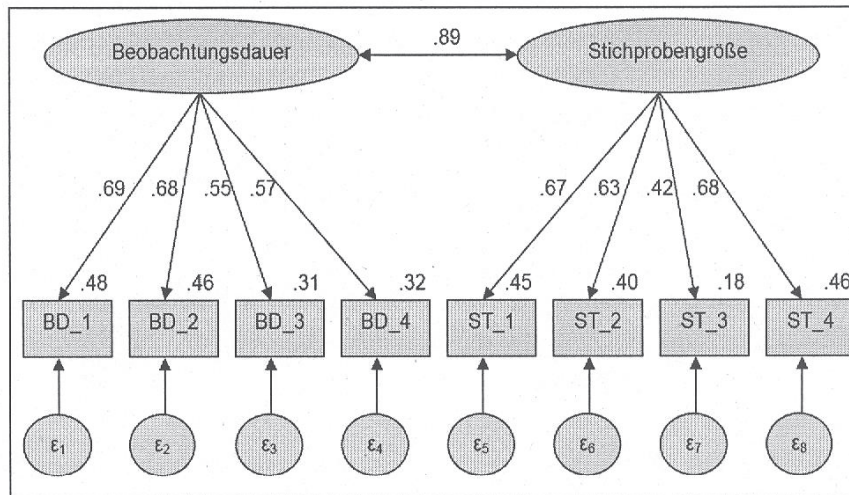 .89
Beobachtungsdauer Stichprobengröße
.69 .68 .55 .57 .67 .63 .42 .68
.48 .46 .31 .32 .45 .40 .18 .46
BD_1 BD_2 BD_3 BD_4 ST_1 ST_2 ST_3 ST_4
ε1 ε2 ε3 ε4 ε5 ε6 ε7 ε8